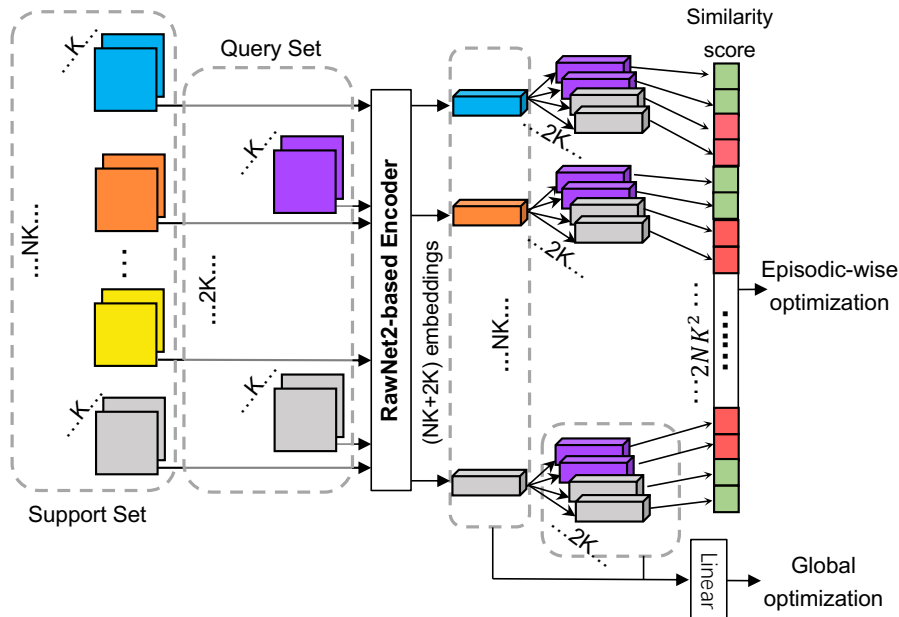 Similarity
score
Query Set
...K...
...K...
...2K...
...NK...
...
...K...
...K...
Support Set
RawNet2-based Encoder
(NK+2K) embeddings
...NK...
...2K...
...2K...
...2K...
...2NK²...
......
Episodic-wise
optimization
Linear
Global
optimization